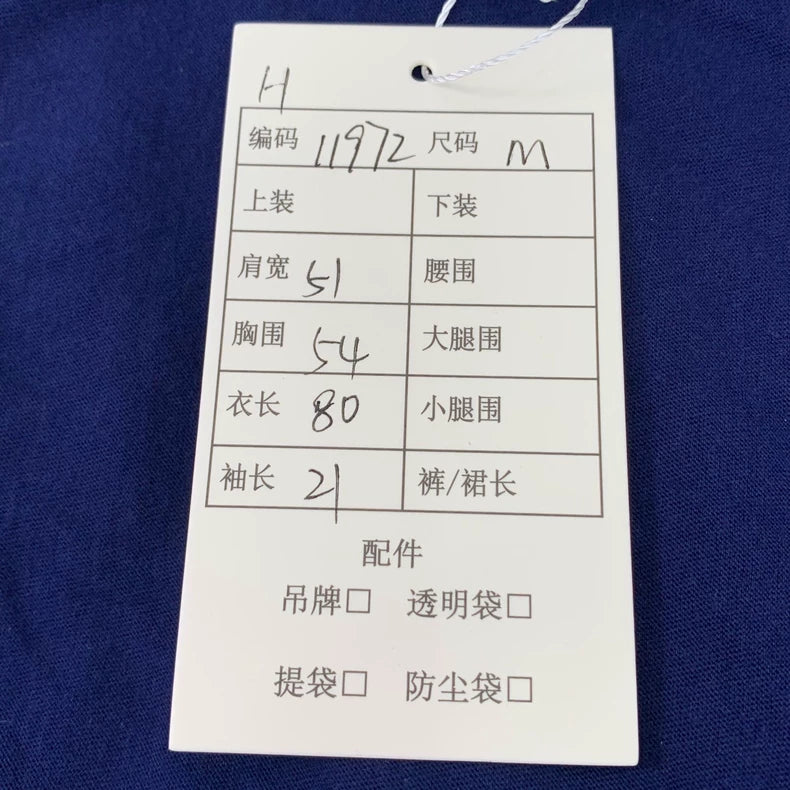 H
编码 11972 尺码 M
上装 下装
肩宽 51 腰围
胸围 54 大腿围
衣长 80 小腿围
袖长 21 裤/裙长
配件
吊牌□ 透明袋□
提袋□ 防尘袋□